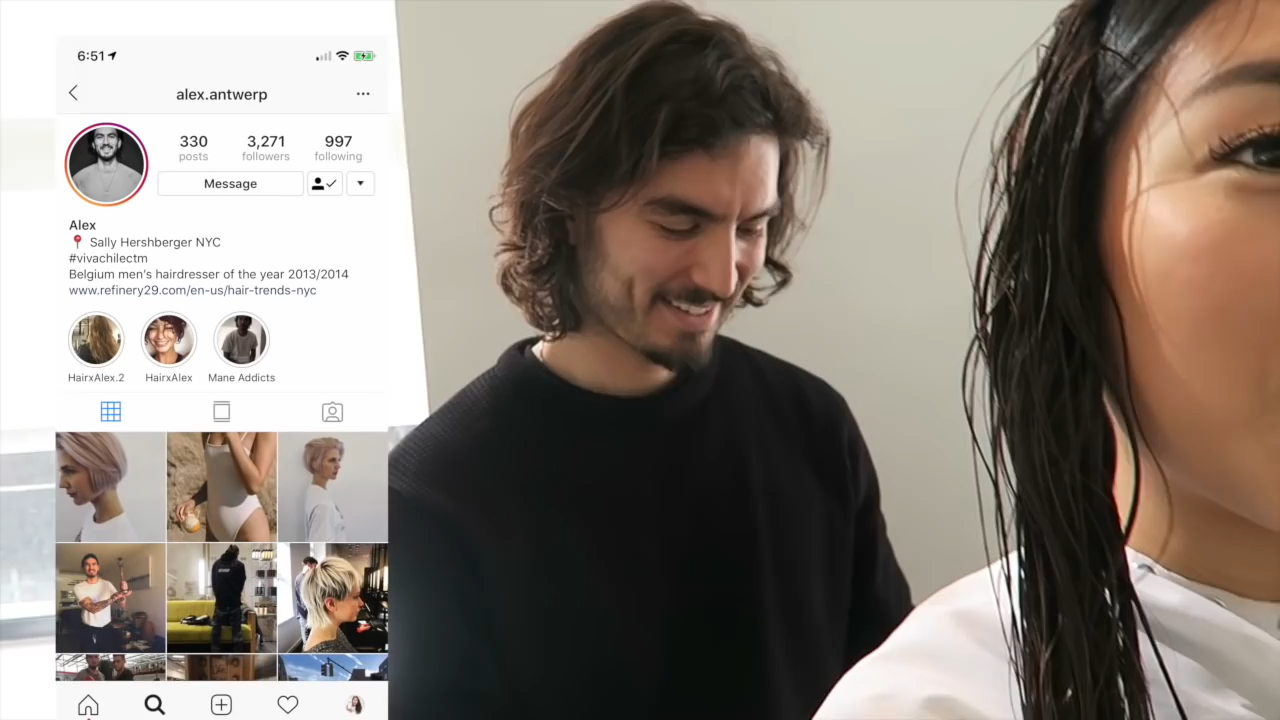 6:51
alex.antwerp
330 3,271 997
posts followers following
Message
Alex
Sally Hershberger NYC
#vivachilectm
Belgium men's hairdresser of the year 2013/2014
www.refinery29.com/en-us/hair-trends-nyc
HairxAlex.2 HairxAlex Mane Addicts